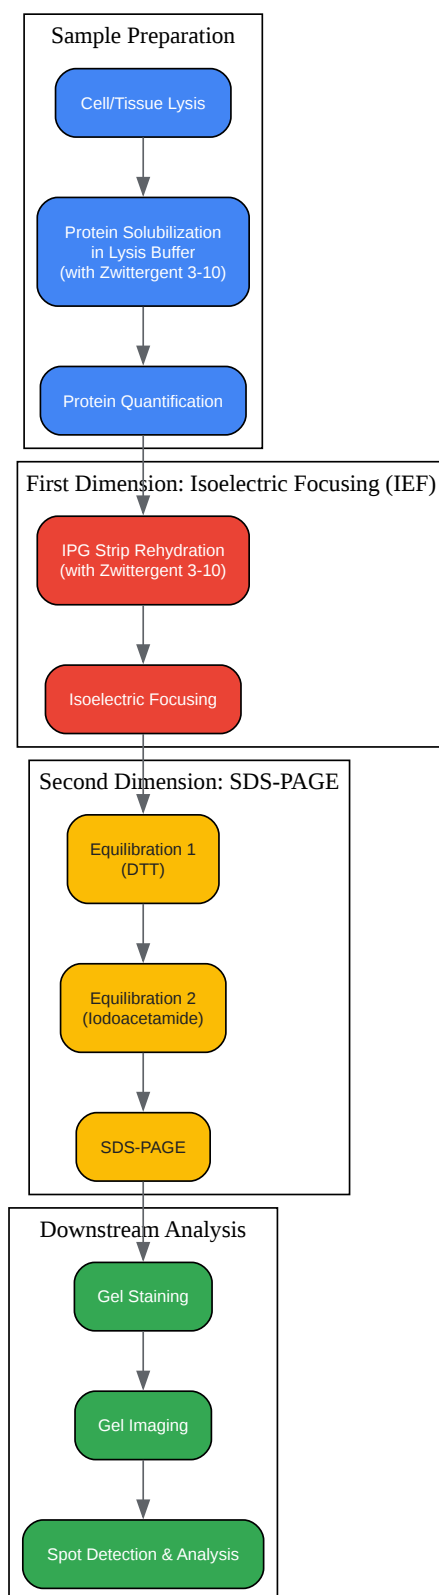 Sample Preparation
Cell/Tissue Lysis
Protein Solubilization
in Lysis Buffer
(with Zwittergent 3-10)
Protein Quantification
First Dimension: Isoelectric Focusing (IEF)
IPG Strip Rehydration
(with Zwittergent 3-10)
Isoelectric Focusing
Second Dimension: SDS-PAGE
Equilibration 1
(DTT)
Equilibration 2
(Iodoacetamide)
SDS-PAGE
Downstream Analysis
Gel Staining
Gel Imaging
Spot Detection & Analysis